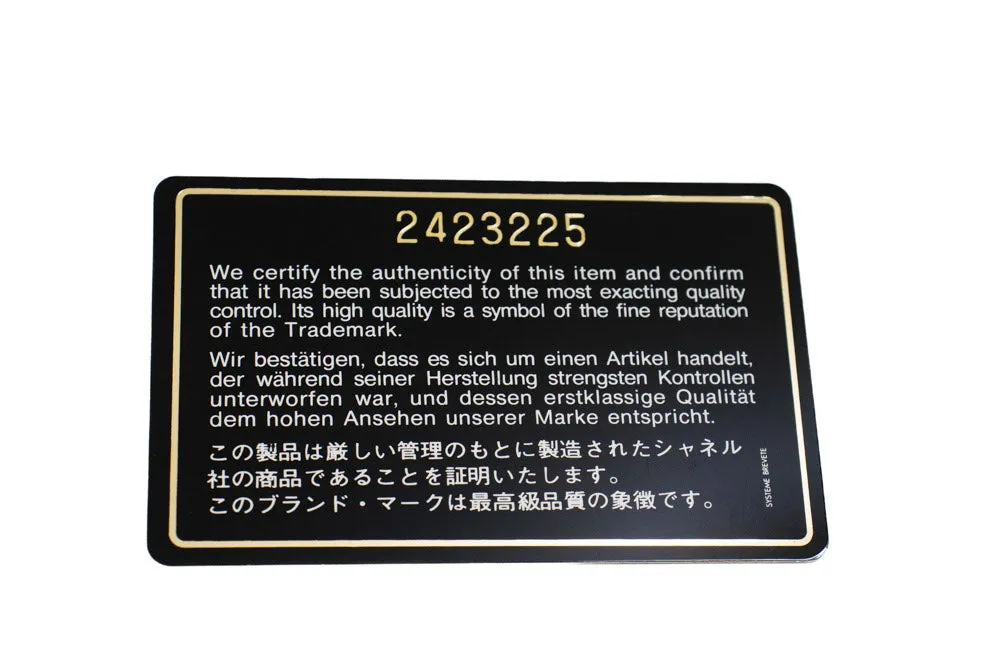 2423225
We certify the authenticity of this item and confirm
that it has been subjected to the most exacting quality
control. Its high quality is a symbol of the fine reputation
of the Trademark.
Wir bestätigen, dass es sich um einen Artikel handelt,
der während seiner Herstellung strengsten Kontrollen
unterworfen war, und dessen erstklassige Qualität
dem hohen Ansehen unserer Marke entspricht.
この製品は厳しい管理のもとに製造されたシャネル
社の商品であることを証明いたします。
このブランド・マークは最高級品質の象徴です。
SYSTEME BREVETE